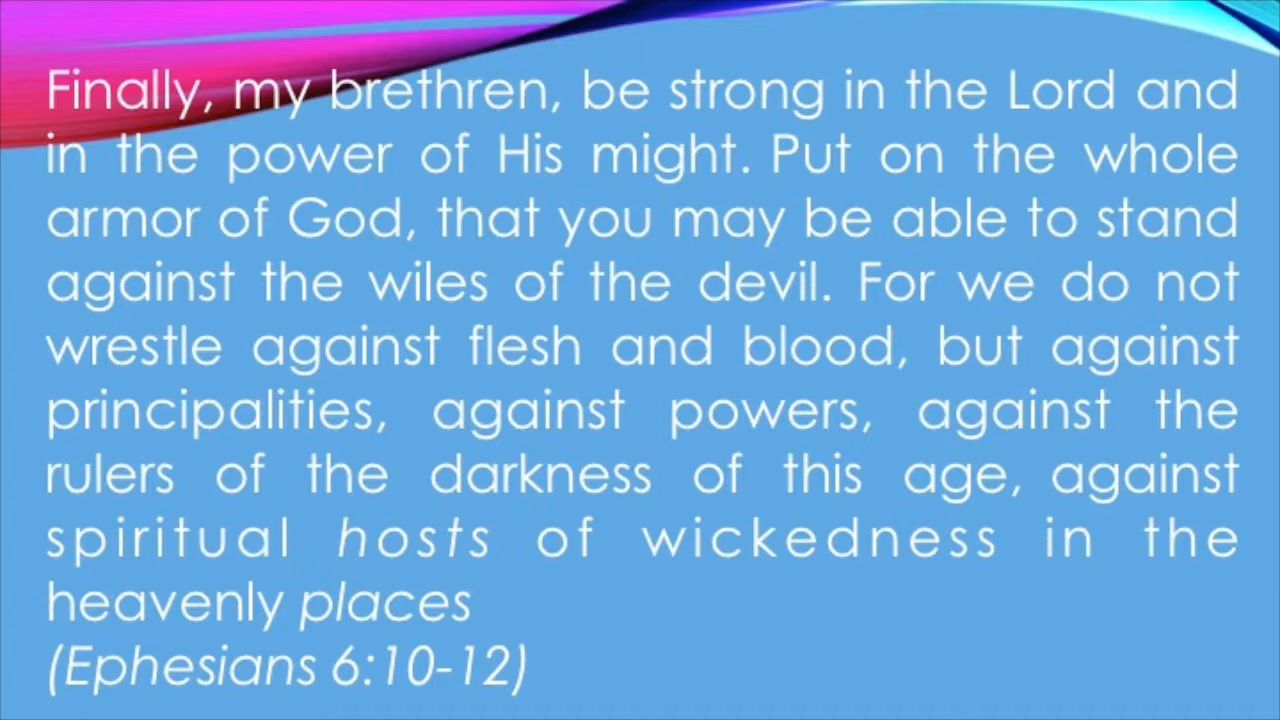 Finally, my brethren, be strong in the Lord and
in the power of His might. Put on the whole
armor of God, that you may be able to stand
against the wiles of the devil. For we do not
wrestle against flesh and blood, but against
principalities, against powers, against the
rulers of the darkness of this age, against
spiritual hosts of wickedness in the
heavenly places
(Ephesians 6:10-12)